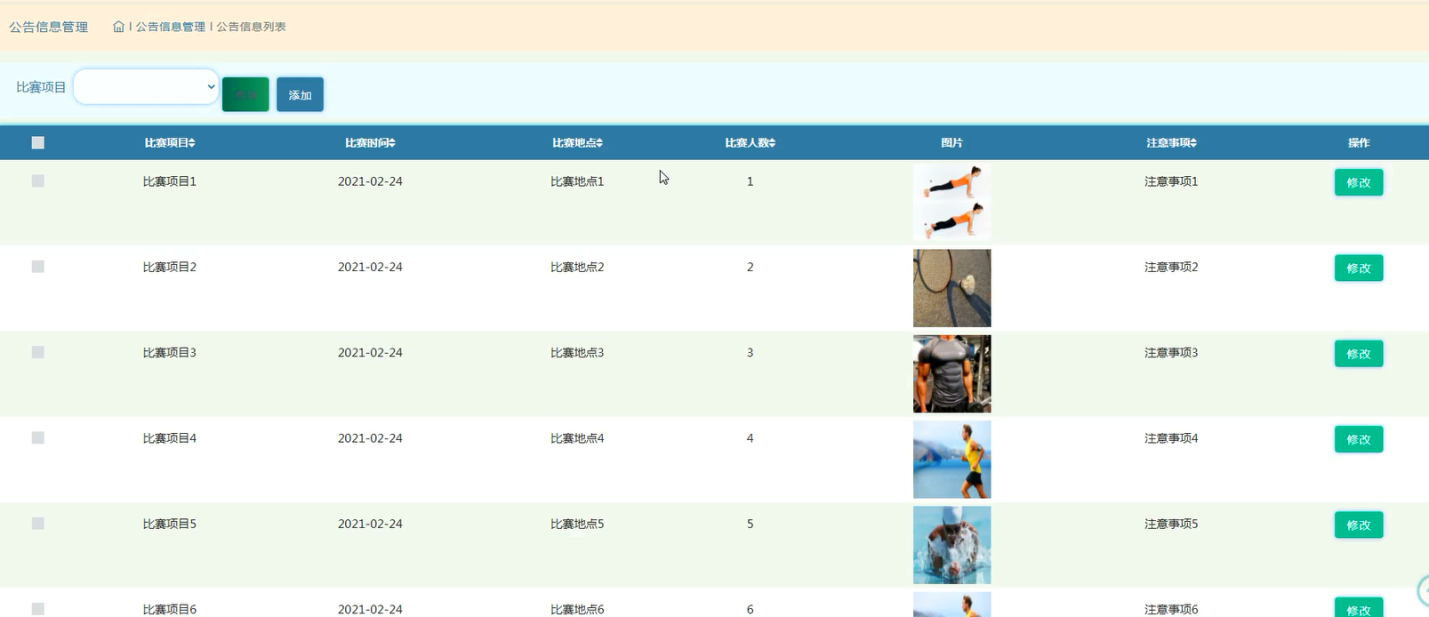 公告信息管理 | 公告信息管理 | 公告信息列表
比赛项目 添加
比赛项目 比赛时间 比赛地点 比赛人数 图片 注意事项 操作
比赛项目1 2021-02-24 比赛地点1 1 注意事项1 修改
比赛项目2 2021-02-24 比赛地点2 2 注意事项2 修改
比赛项目3 2021-02-24 比赛地点3 3 注意事项3 修改
比赛项目4 2021-02-24 比赛地点4 4 注意事项4 修改
比赛项目5 2021-02-24 比赛地点5 5 注意事项5 修改
比赛项目6 2021-02-24 比赛地点6 6 注意事项6 修改